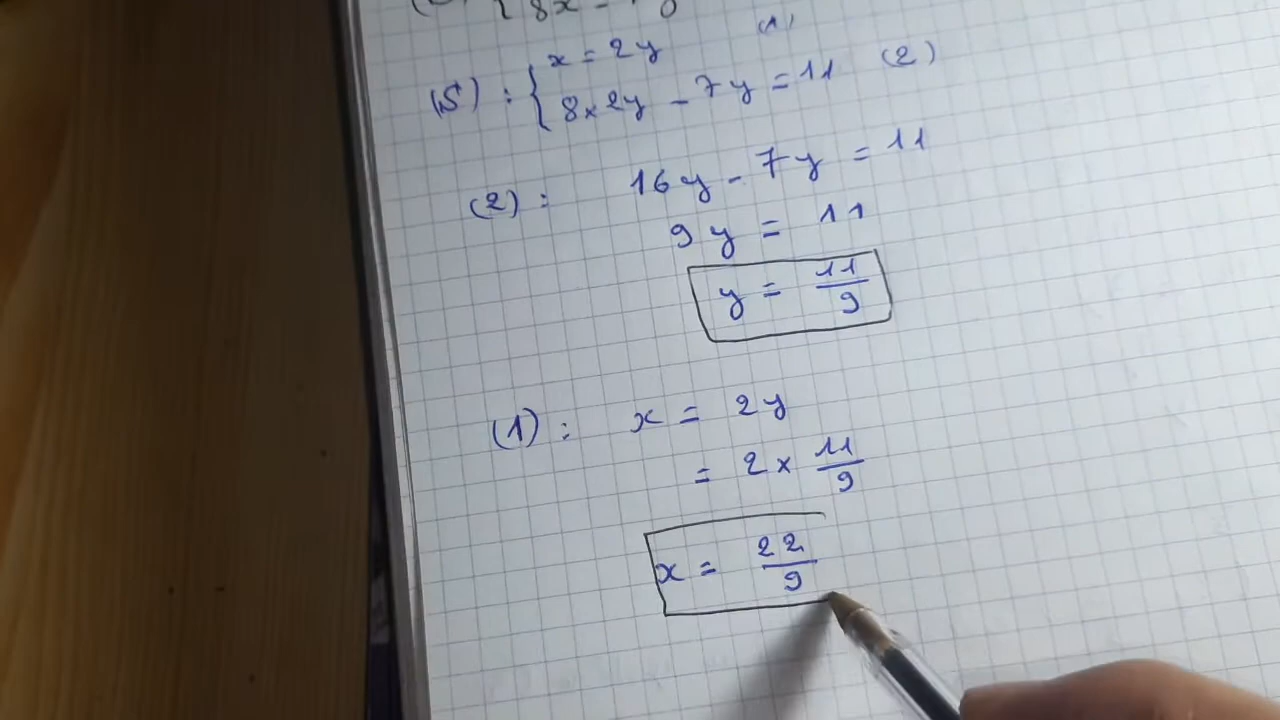 8x -
x = 2y (1)
(S) : { 8×2y - 7y = 11 (2)
(2) : 16y - 7y = 11
9y = 11
y = 11/9
(1) : x = 2y
= 2 × 11/9
x = 22/9